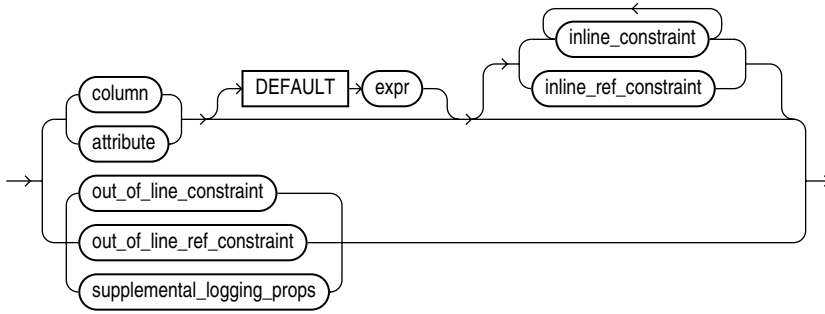 column
attribute
DEFAULT
expr
inline_constraint
inline_ref_constraint
out_of_line_constraint
out_of_line_ref_constraint
supplemental_logging_props